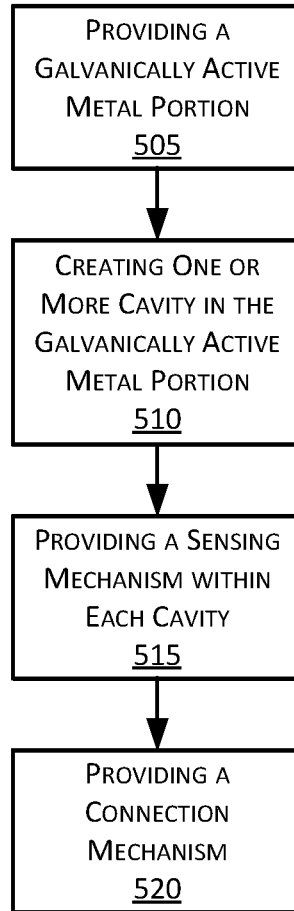 PROVIDING A
GALVANICALLY ACTIVE
METAL PORTION
505
CREATING ONE OR
MORE CAVITY IN THE
GALVANICALLY ACTIVE
METAL PORTION
510
PROVIDING A SENSING
MECHANISM WITHIN
EACH CAVITY
515
PROVIDING A
CONNECTION
MECHANISM
520